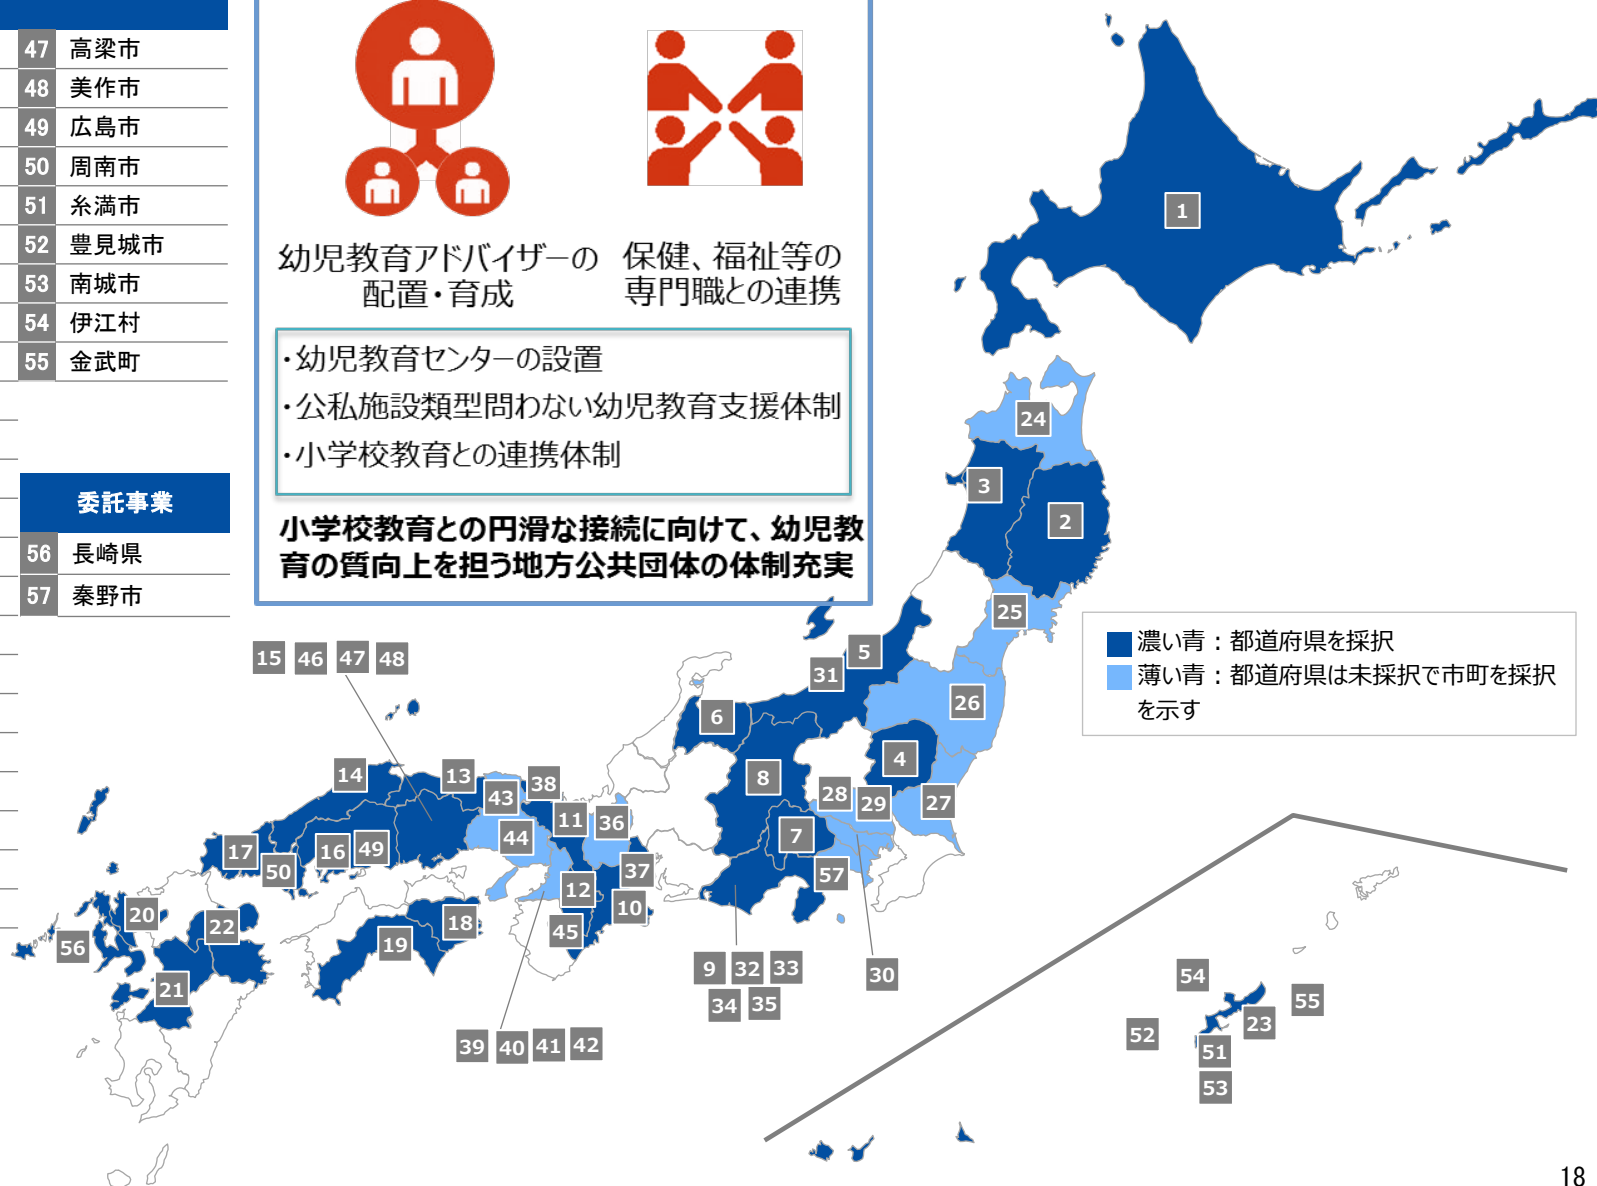 47 高梁市
48 美作市
49 広島市
50 周南市
51 糸満市
52 豊見城市
53 南城市
54 伊江村
55 金武町
委託事業
56 長崎県
57 秦野市
幼児教育アドバイザーの
配置・育成
保健、福祉等の
専門職との連携
・幼児教育センターの設置
・公私施設類型問わない幼児教育支援体制
・小学校教育との連携体制
小学校教育との円滑な接続に向けて、幼児教
育の質向上を担う地方公共団体の体制充実
濃い青：都道府県を採択
薄い青：都道府県は未採択で市町を採択
を示す
1
24
3
2
25
5
31
26
6
4
8
28
29
27
7
57
30
15 46 47 48
14
13
38
43
11
36
44
17
16
49
50
37
12
10
45
18
19
20
22
56
21
9 32 33
34 35
39 40 41 42
54
55
23
52
51
53
18